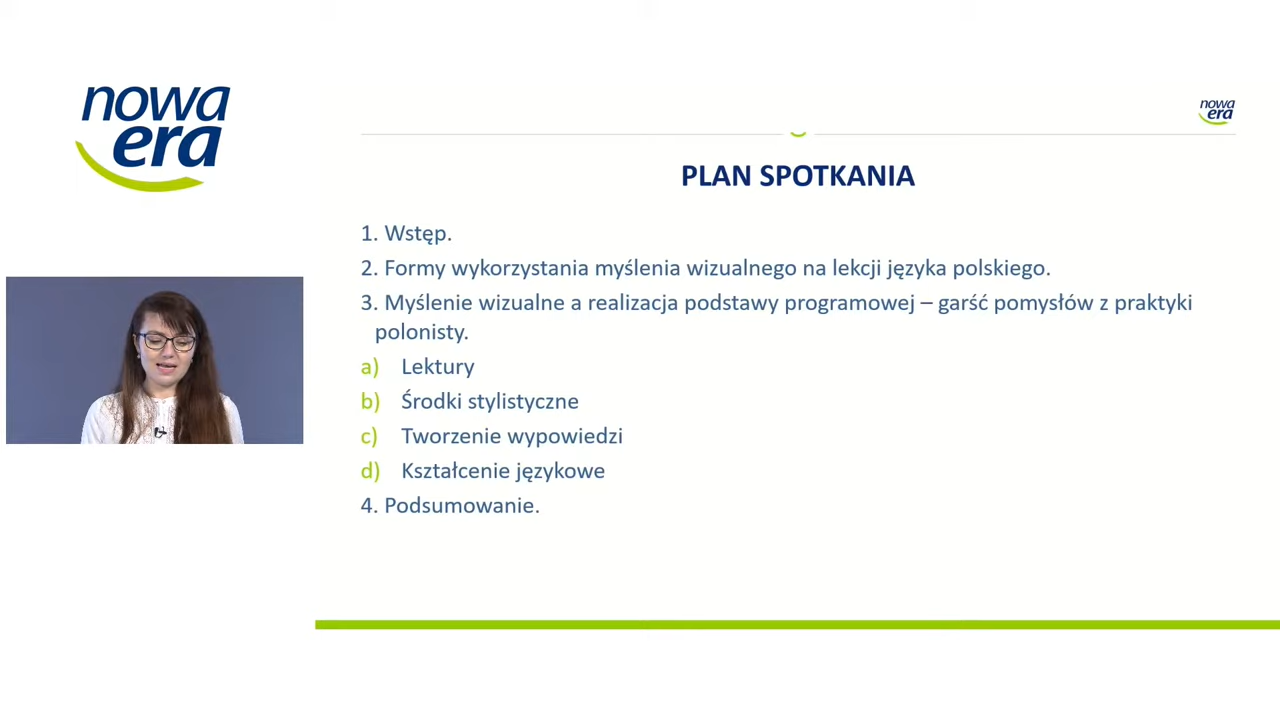 nowa
era
nowa
era
PLAN SPOTKANIA
1. Wstęp.
2. Formy wykorzystania myślenia wizualnego na lekcji języka polskiego.
3. Myślenie wizualne a realizacja podstawy programowej – garść pomysłów z praktyki
polonisty.
a) Lektury
b) Środki stylistyczne
c) Tworzenie wypowiedzi
d) Kształcenie językowe
4. Podsumowanie.